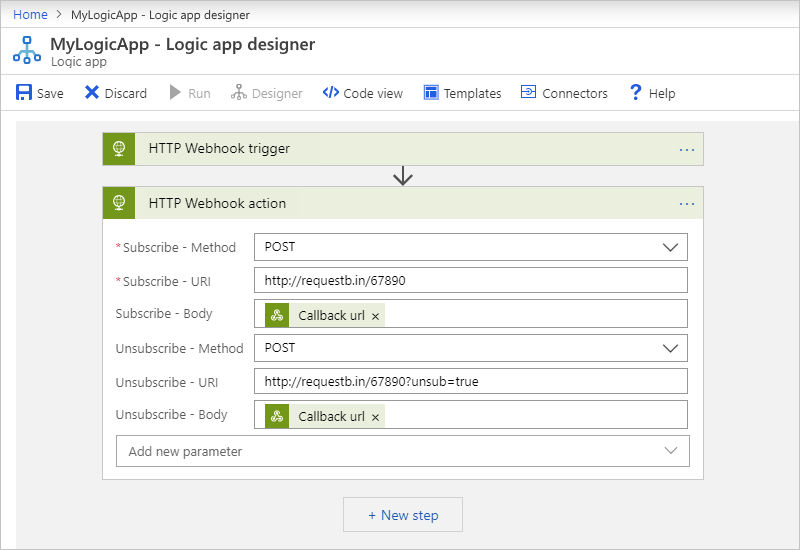 Home > MyLogicApp - Logic app designer
MyLogicApp - Logic app designer
Logic app
Save Discard Run Designer Code view Templates Connectors Help
HTTP Webhook trigger ...
HTTP Webhook action ...
*Subscribe - Method POST
*Subscribe - URI http://requestb.in/67890
Subscribe - Body Callback url ×
Unsubscribe - Method POST
Unsubscribe - URI http://requestb.in/67890?unsub=true
Unsubscribe - Body Callback url ×
Add new parameter
+ New step